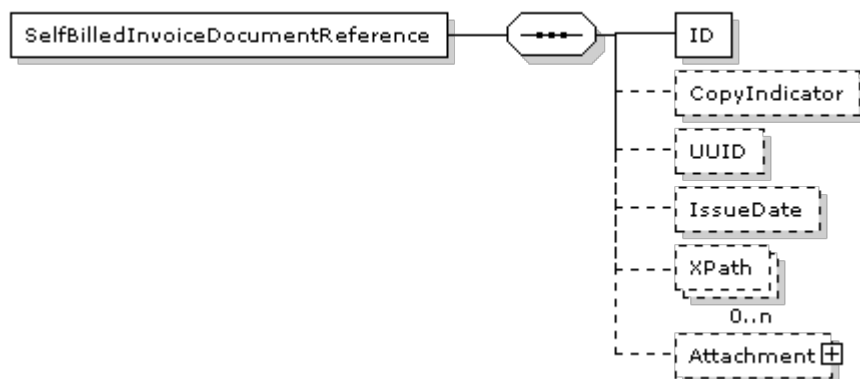 SelfBilledInvoiceDocumentReference
ID
CopyIndicator
UUID
IssueDate
XPath
0..n
Attachment